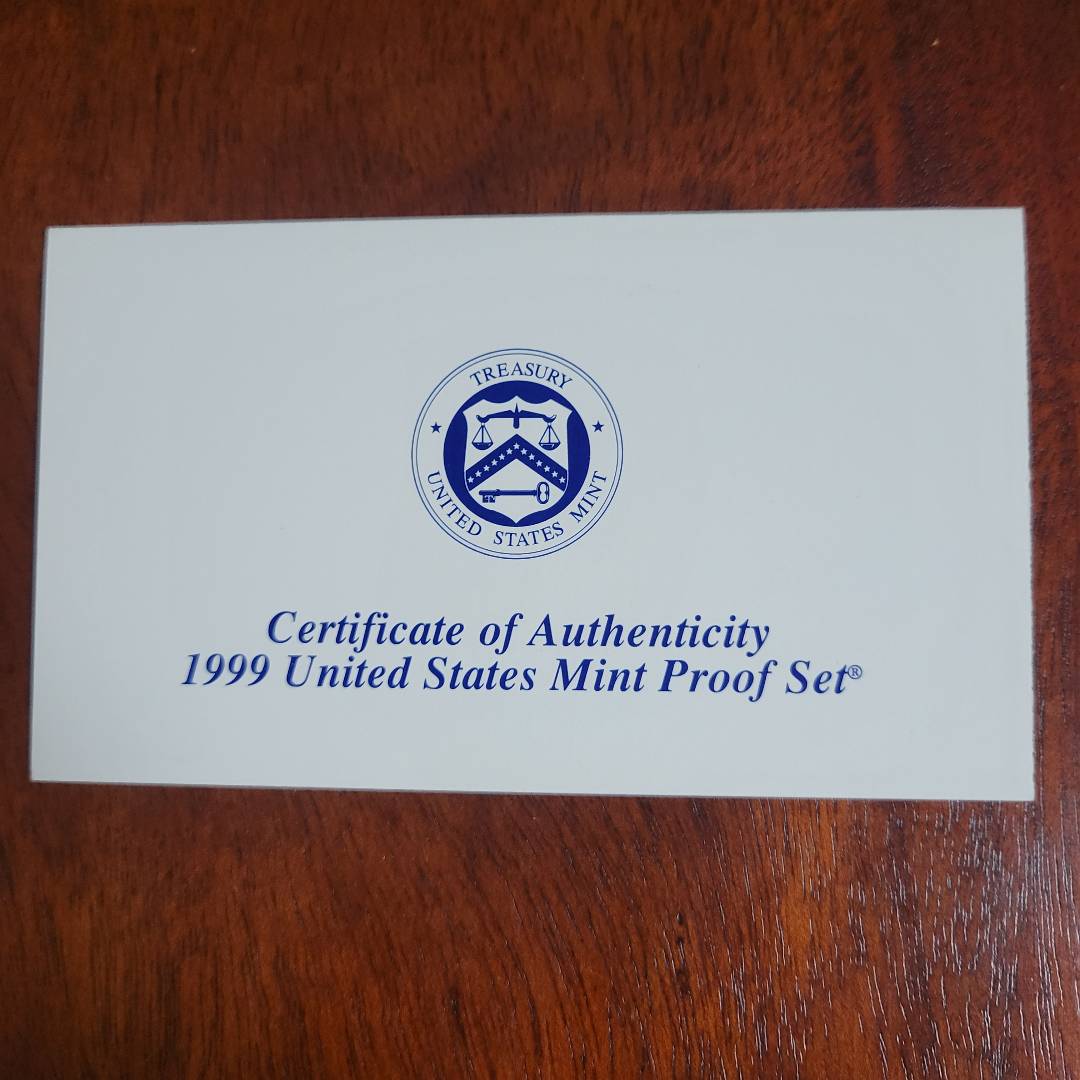 TREASURY
UNITED STATES MINT
Certificate of Authenticity
1999 United States Mint Proof Set®